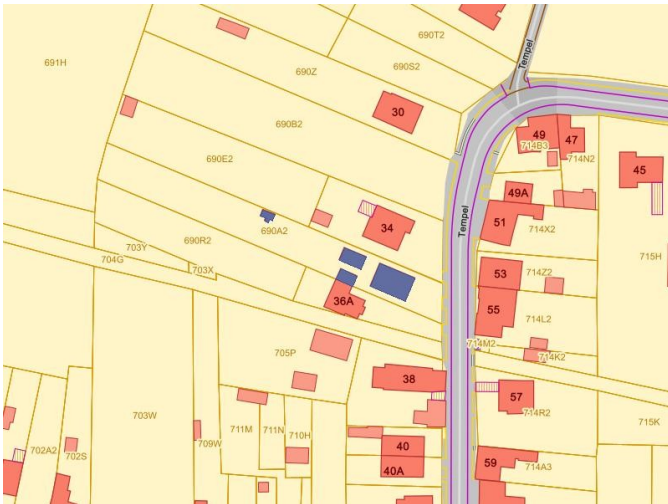 690T2
Tempel
691H
690S2
690Z
30
690B2
49
47
714B3
714N2
690E2
45
49A
34
51
690A2
714X2
Tempel
690R2
703Y
715H
704G
703X
53
714Z2
36A
55
714L2
714M2
705P
714K2
38
57
703W
714R2
715K
711M
711N
710H
709W
40
702A2
702S
40A
59
714A3